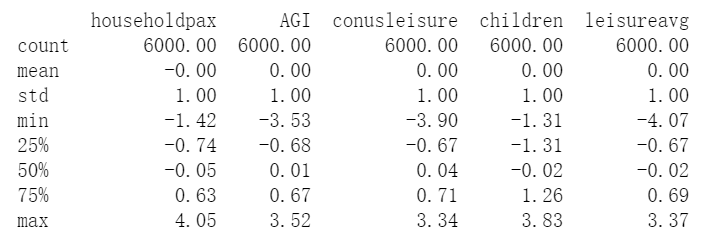 householdpax AGI conusleisure children leisureavg
count 6000.00 6000.00 6000.00 6000.00 6000.00
mean -0.00 0.00 0.00 0.00 0.00
std 1.00 1.00 1.00 1.00 1.00
min -1.42 -3.53 -3.90 -1.31 -4.07
25% -0.74 -0.68 -0.67 -1.31 -0.67
50% -0.05 0.01 0.04 -0.02 -0.02
75% 0.63 0.67 0.71 1.26 0.69
max 4.05 3.52 3.34 3.83 3.37